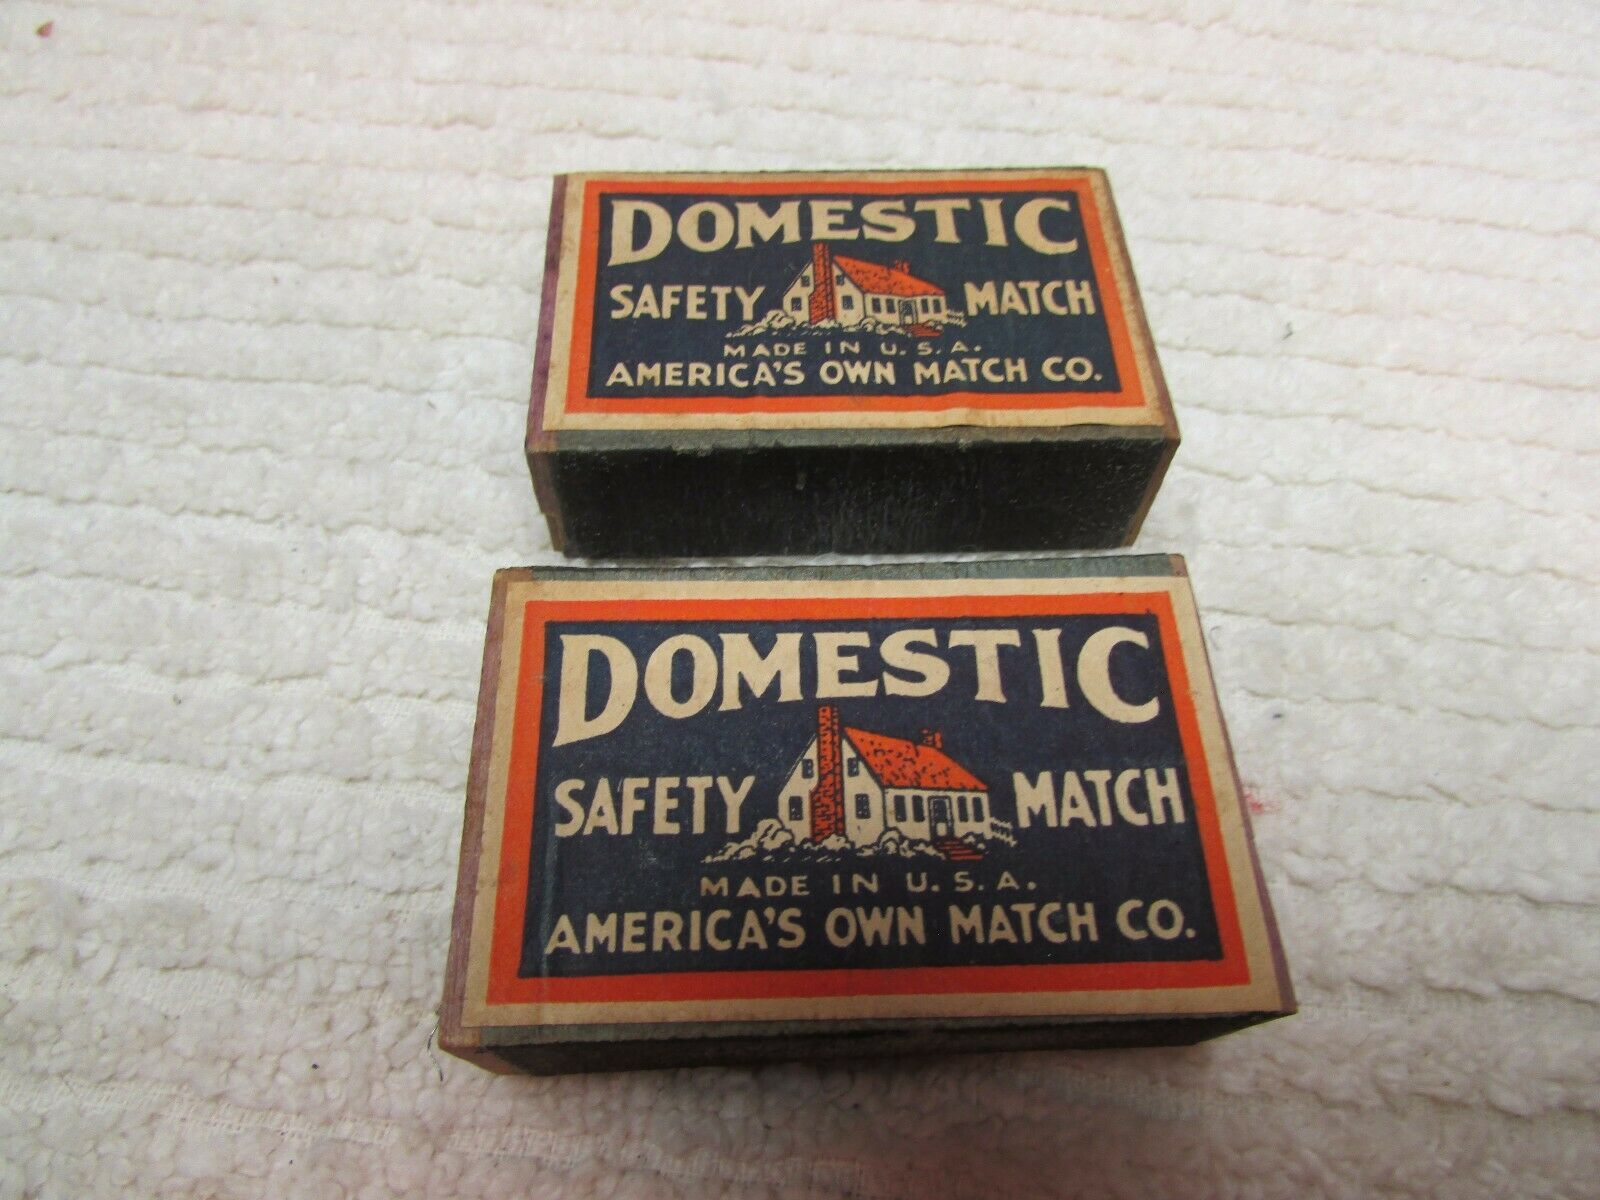 DOMESTIC
SAFETY MATCH
MADE IN U.S.A.
AMERICA'S OWN MATCH CO.
DOMESTIC
SAFETY MATCH
MADE IN U.S.A.
AMERICA'S OWN MATCH CO.